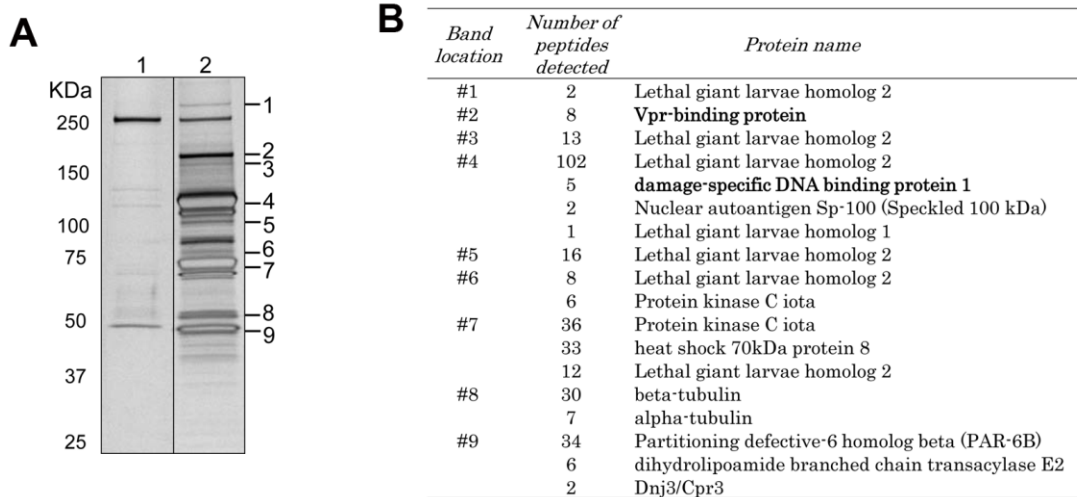 A
1 2
KDa
250
150
100
75
50
37
25
1
2
3
4
5
6
7
8
9
B
Band location Number of peptides detected Protein name
#1 2 Lethal giant larvae homolog 2
#2 8 Vpr-binding protein
#3 13 Lethal giant larvae homolog 2
#4 102 Lethal giant larvae homolog 2
5 damage-specific DNA binding protein 1
2 Nuclear autoantigen Sp-100 (Speckled 100 kDa)
1 Lethal giant larvae homolog 1
#5 16 Lethal giant larvae homolog 2
#6 8 Lethal giant larvae homolog 2
6 Protein kinase C iota
#7 36 Protein kinase C iota
33 heat shock 70kDa protein 8
12 Lethal giant larvae homolog 2
#8 30 beta-tubulin
7 alpha-tubulin
#9 34 Partitioning defective-6 homolog beta (PAR-6B)
6 dihydrolipoamide branched chain transacylase E2
2 Dnj3/Cpr3